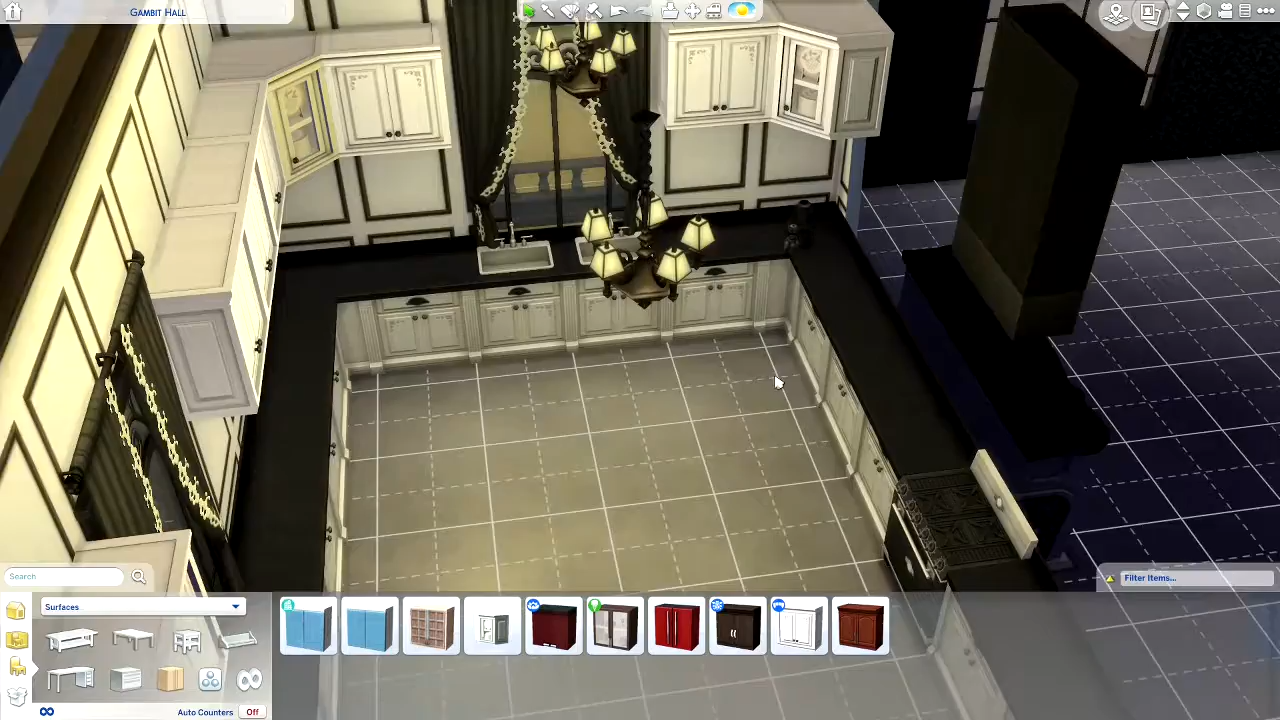 Gambit Hall
Search
Filter Items...
Surfaces
Auto Counters
Off